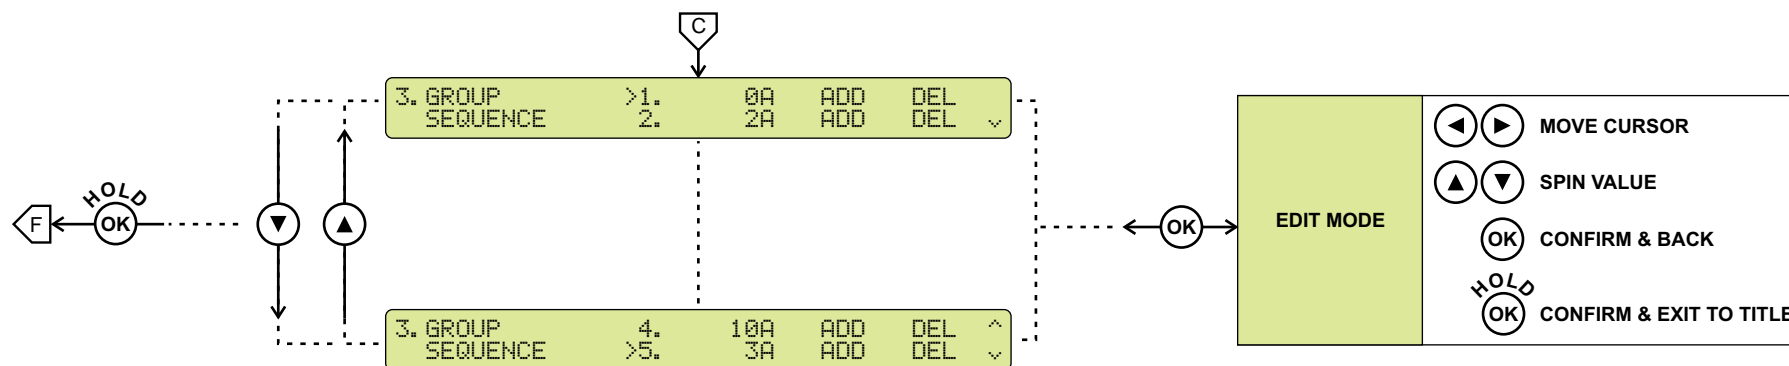 C
3. GROUP >1. 0A ADD DEL
SEQUENCE 2. 2A ADD DEL
F
HOLD
OK
3. GROUP 4. 10A ADD DEL
SEQUENCE >5. 3A ADD DEL
OK
EDIT MODE
MOVE CURSOR
SPIN VALUE
OK CONFIRM & BACK
HOLD
OK CONFIRM & EXIT TO TITLE